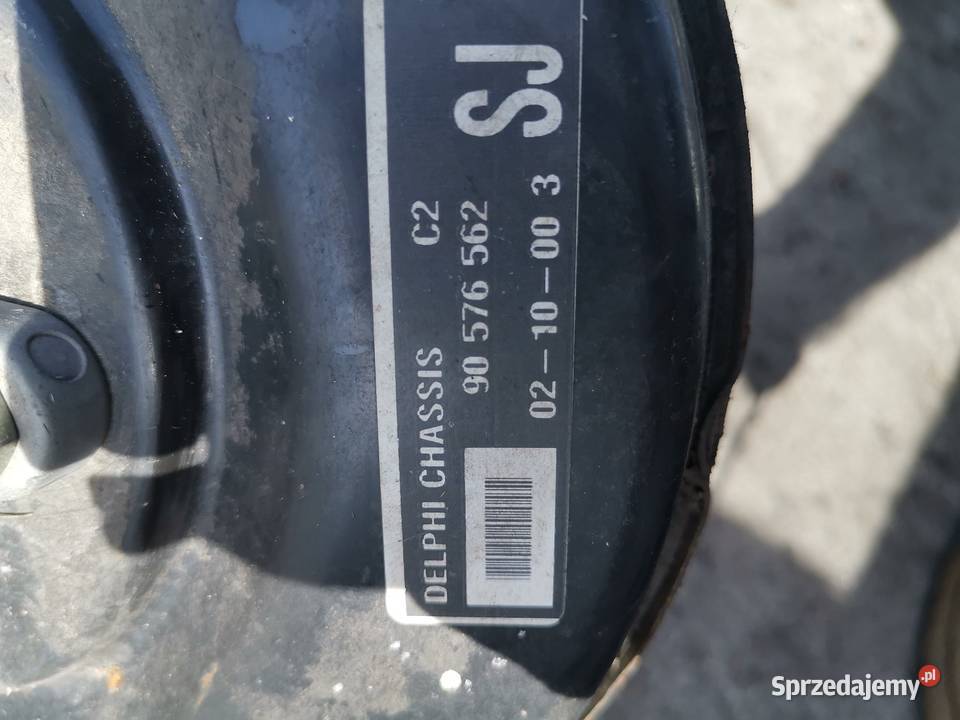 DELPHI CHASSIS C2
90 576 562
02-10-00 3
SJ
Sprzedajemy.pl